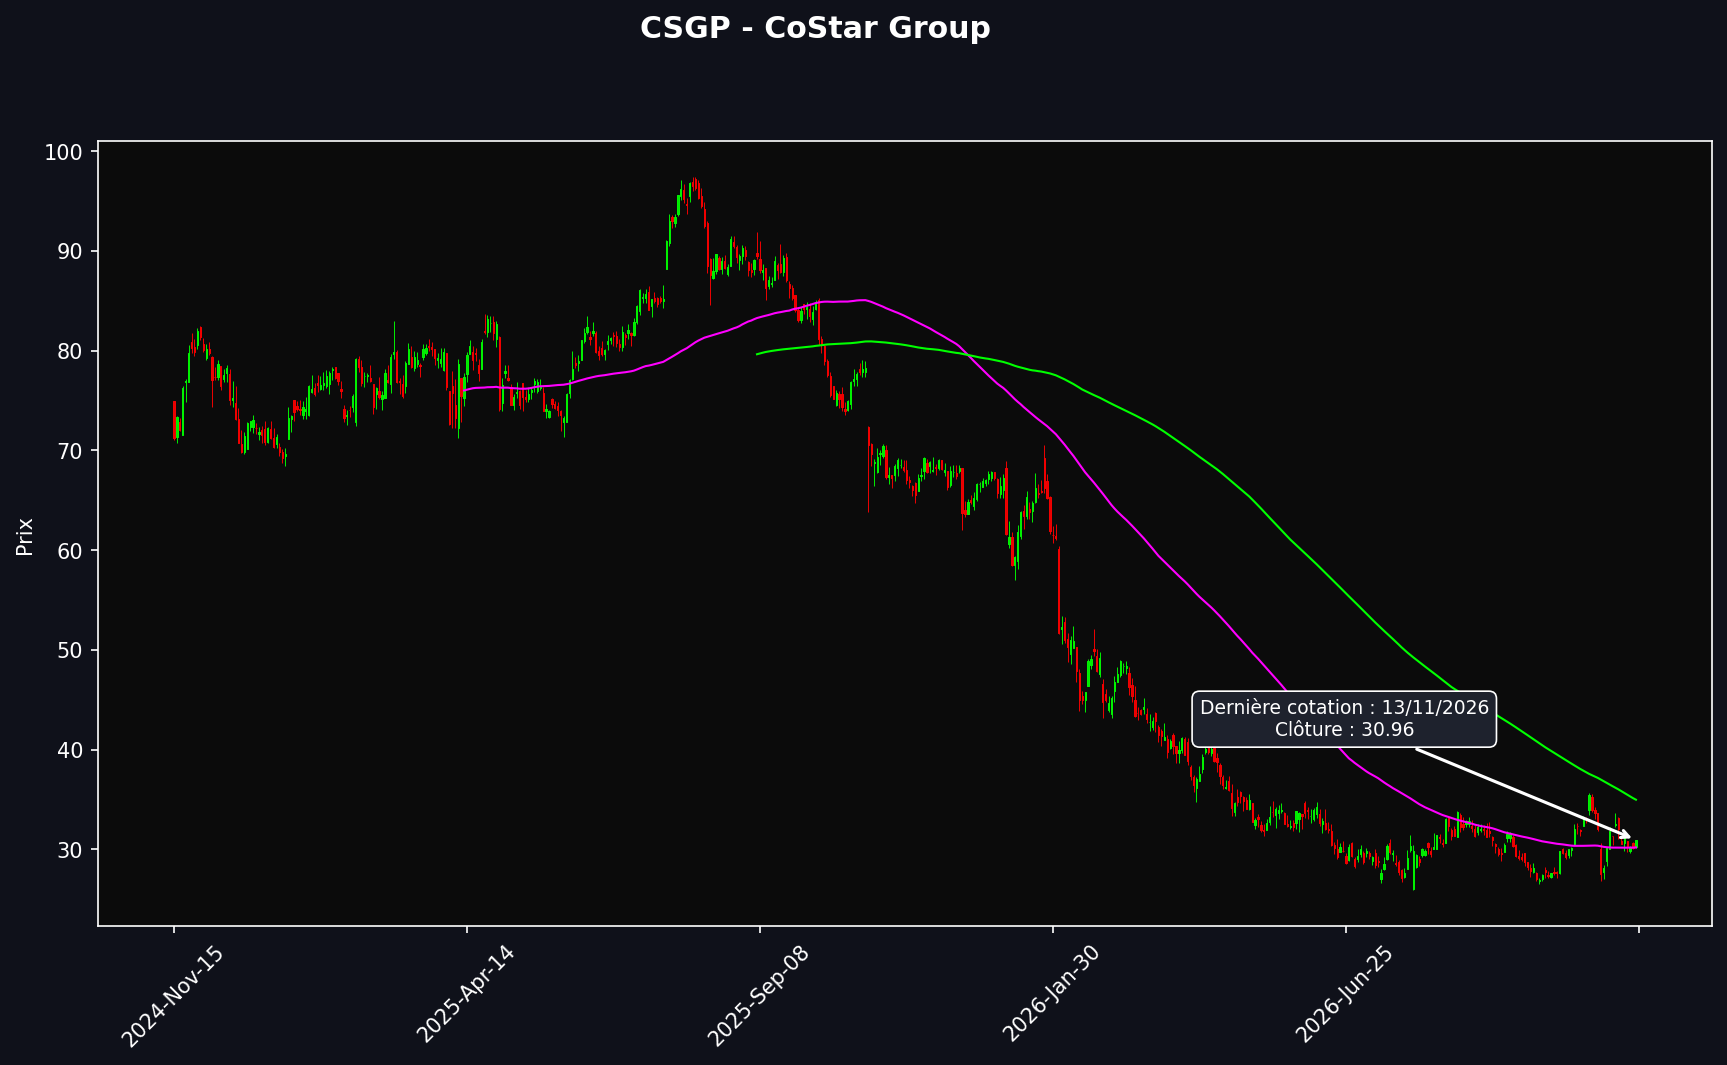 CSGP - CoStar Group
100
90
80
70
60
50
40
30
Prix
Dernière cotation : 13/11/2026
Clôture : 30.96
2024-Nov-15
2025-Apr-14
2025-Sep-08
2026-Jan-30
2026-Jun-25